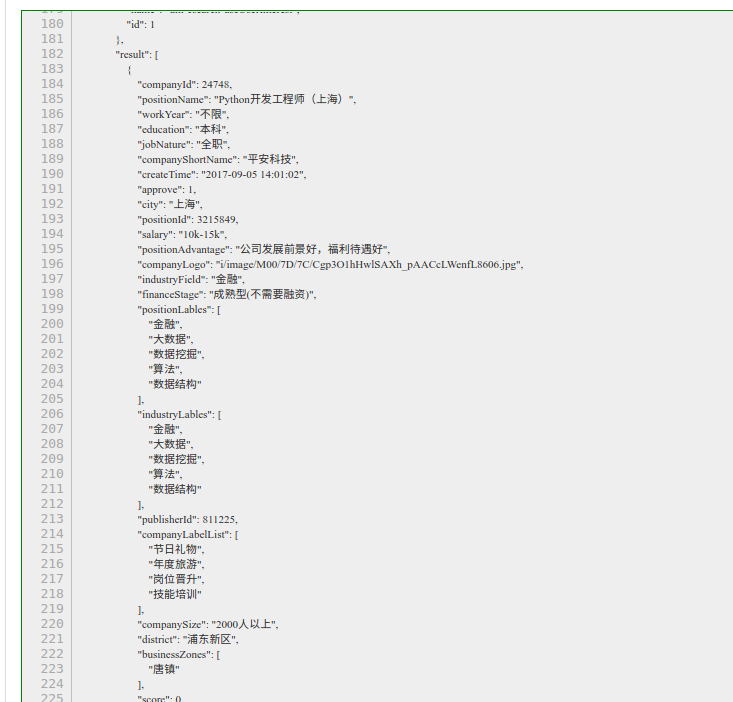 180 "id": 1
181 },
182 "result": [
183 {
184 "companyId": 24748,
185 "positionName": "Python开发工程师（上海）",
186 "workYear": "不限",
187 "education": "本科",
188 "jobNature": "全职",
189 "companyShortName": "平安科技",
190 "createTime": "2017-09-05 14:01:02",
191 "approve": 1,
192 "city": "上海",
193 "positionId": 3215849,
194 "salary": "10k-15k",
195 "positionAdvantage": "公司发展前景好，福利待遇好",
196 "companyLogo": "i/image/M00/7D/7C/Cgp3O1hHwlSAXh_pAACcLWenfL8606.jpg",
197 "industryField": "金融",
198 "financeStage": "成熟型(不需要融资)",
199 "positionLables": [
200 "金融",
201 "大数据",
202 "数据挖掘",
203 "算法",
204 "数据结构"
205 ],
206 "industryLables": [
207 "金融",
208 "大数据",
209 "数据挖掘",
210 "算法",
211 "数据结构"
212 ],
213 "publisherId": 811225,
214 "companyLabelList": [
215 "节日礼物",
216 "年度旅游",
217 "岗位晋升",
218 "技能培训"
219 ],
220 "companySize": "2000人以上",
221 "district": "浦东新区",
222 "businessZones": [
223 "唐镇"
224 ],
225 "score": 0